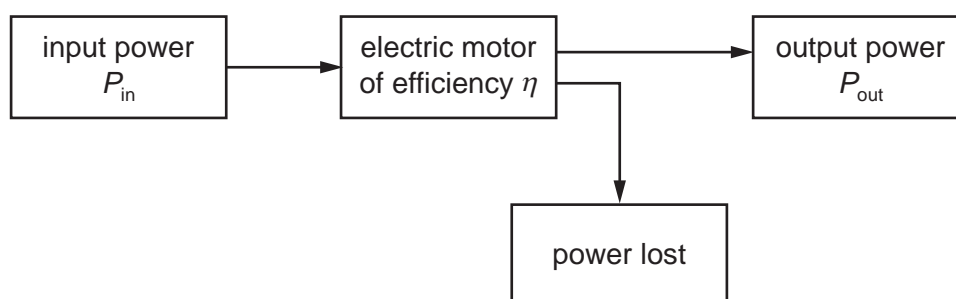 input power
P_in
electric motor
of efficiency η
output power
P_out
power lost